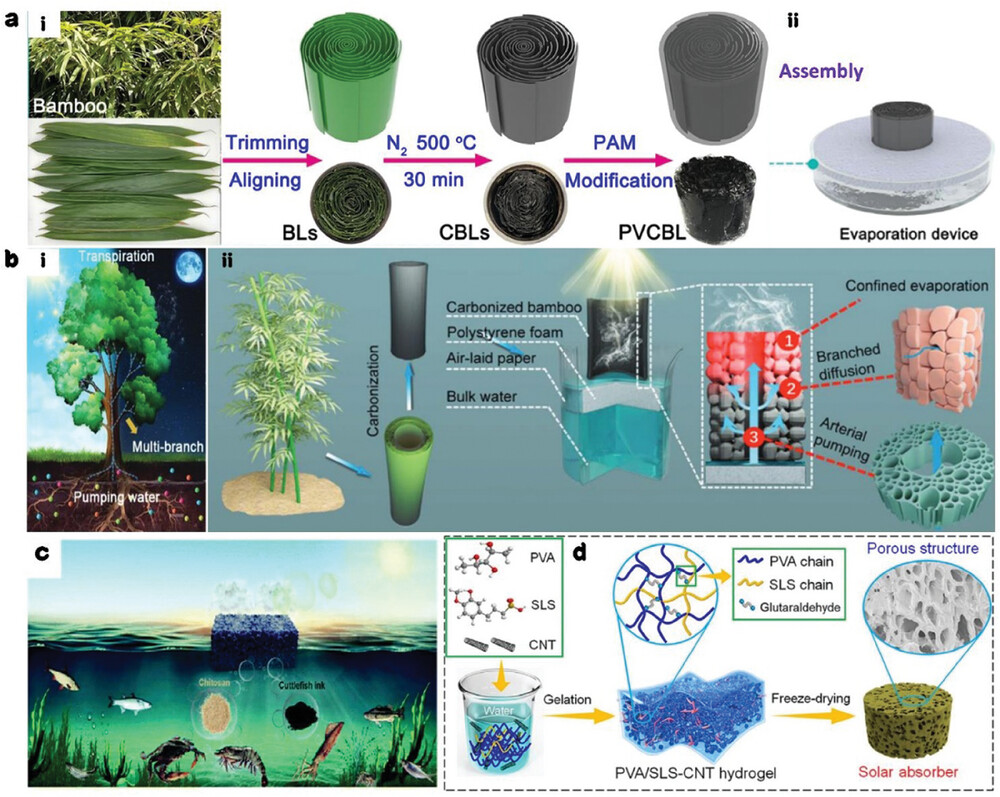 a
i
Bamboo
Trimming
Aligning
BLs
N₂ 500 °C
30 min
CBLs
PAM
Modification
PVCBL
ii
Assembly
Evaporation device
b
i
Transpiration
Multi-branch
Pumping water
ii
Carbonization
Carbonized bamboo
Polystyrene foam
Air-laid paper
Bulk water
1
2
3
Confined evaporation
Branched
diffusion
Arterial
pumping
c
Chitosan
Cuttlefish ink
PVA
SLS
CNT
Water
Gelation
d
PVA chain
SLS chain
Glutaraldehyde
PVA/SLS-CNT hydrogel
Freeze-drying
Porous structure
Solar absorber